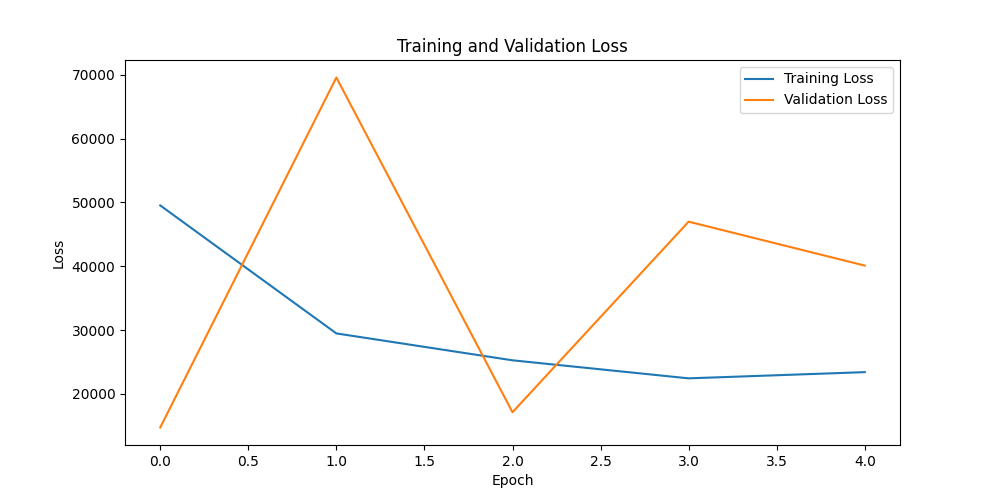 Training and Validation Loss
Training Loss
Validation Loss
70000
60000
50000
40000
30000
20000
Loss
0.0 0.5 1.0 1.5 2.0 2.5 3.0 3.5 4.0
Epoch